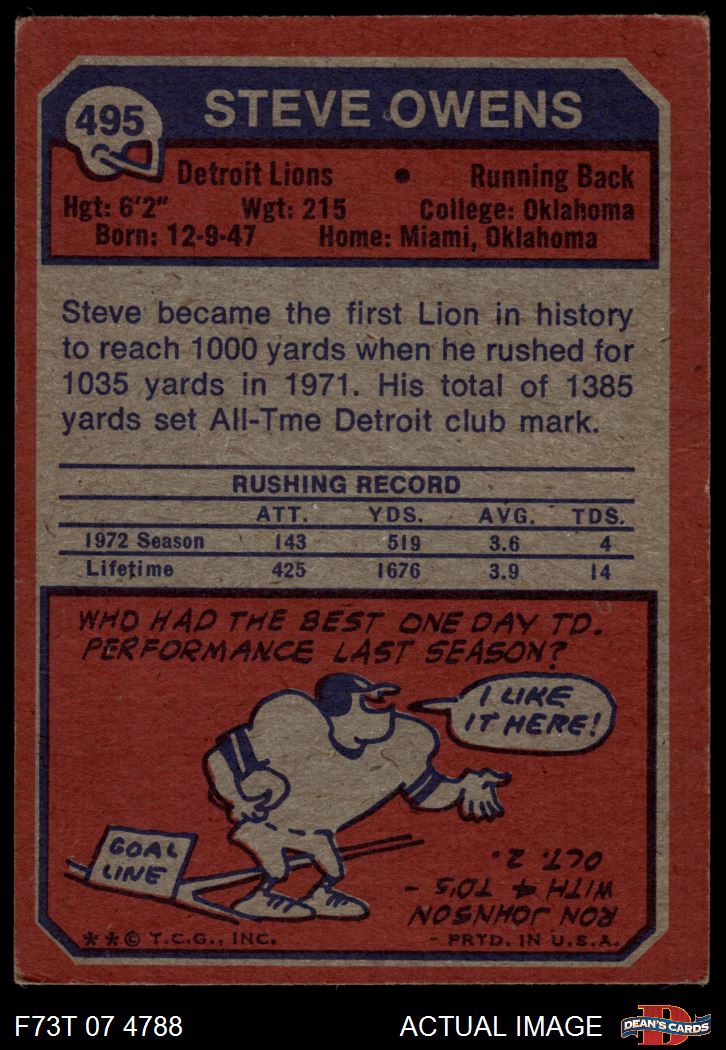 495
STEVE OWENS
Detroit Lions • Running Back
Hgt: 6'2" Wgt: 215 College: Oklahoma
Born: 12-9-47 Home: Miami, Oklahoma
Steve became the first Lion in history
to reach 1000 yards when he rushed for
1035 yards in 1971. His total of 1385
yards set All-Tme Detroit club mark.
RUSHING RECORD
ATT. YDS. AVG. TDS.
1972 Season 143 519 3.6 4
Lifetime 425 1676 3.9 14
WHO HAD THE BEST ONE DAY TD.
PERFORMANCE LAST SEASON?
I LIKE
IT HERE!
GOAL
LINE
RON JOHNSON NOR
WITH 4 TD'S -
OCT. 2.
** © T.C.G., INC. - PRTD. IN U.S.A.
F73T 07 4788 ACTUAL IMAGE
D
DEAN'S CARDS